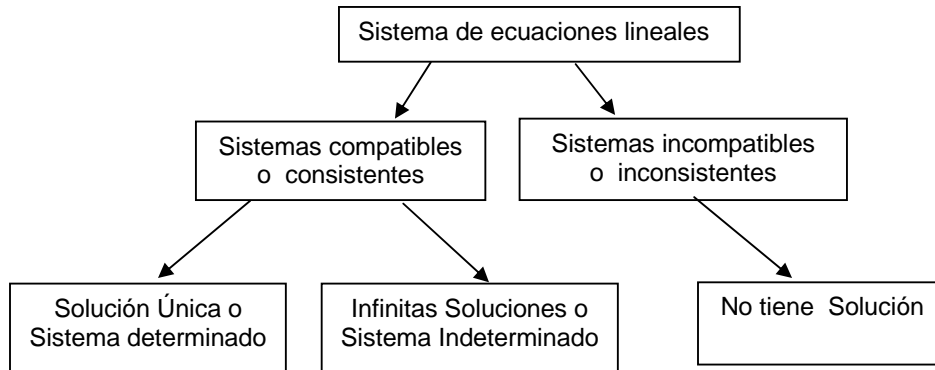 Sistema de ecuaciones lineales
Sistemas compatibles
o consistentes
Sistemas incompatibles
o inconsistentes
Solución Única o
Sistema determinado
Infinitas Soluciones o
Sistema Indeterminado
No tiene Solución